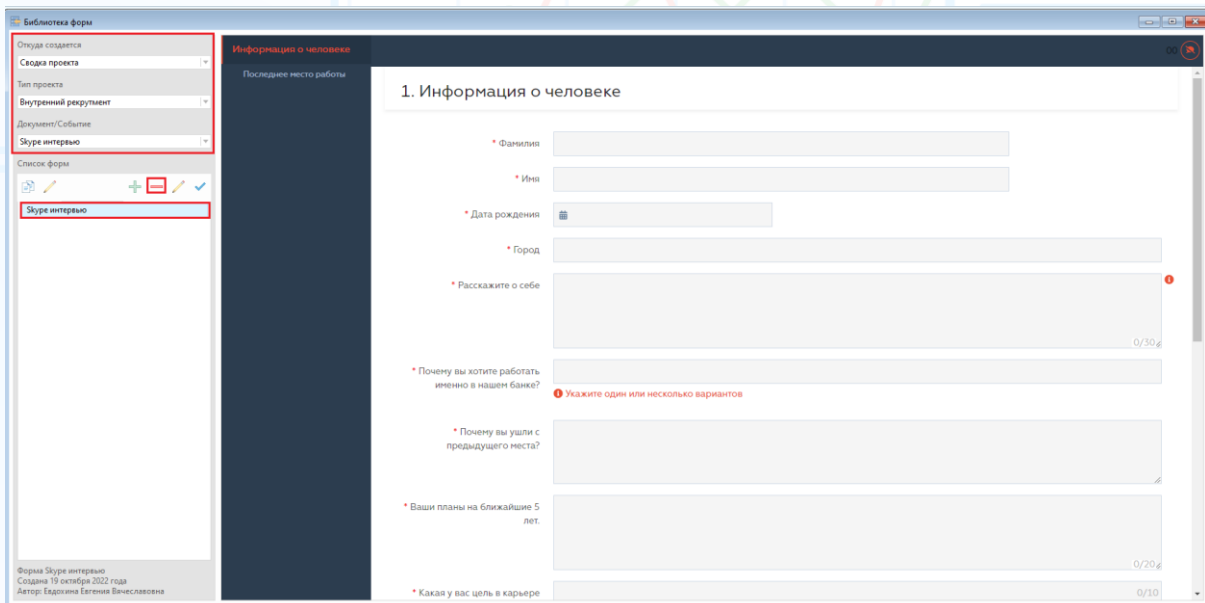 Библиотека форм
Откуда создается
Сводка проекта
Тип проекта
Внутренний рекрутмент
Документ/Событие
Skype интервью
Список форм
Skype интервью
Форма Skype интервью
Создана 19 октября 2022 года
Автор: Евдокина Евгения Вячеславовна
Информация о человеке
Последнее место работы
00
1. Информация о человеке
* Фамилия
* Имя
* Дата рождения
* Город
* Расскажите о себе
0/30
* Почему вы хотите работать
именно в нашем банке?
Укажите один или несколько вариантов
* Почему вы ушли с
предыдущего места?
* Ваши планы на ближайшие 5
лет.
0/20
* Какая у вас цель в карьере
0/10